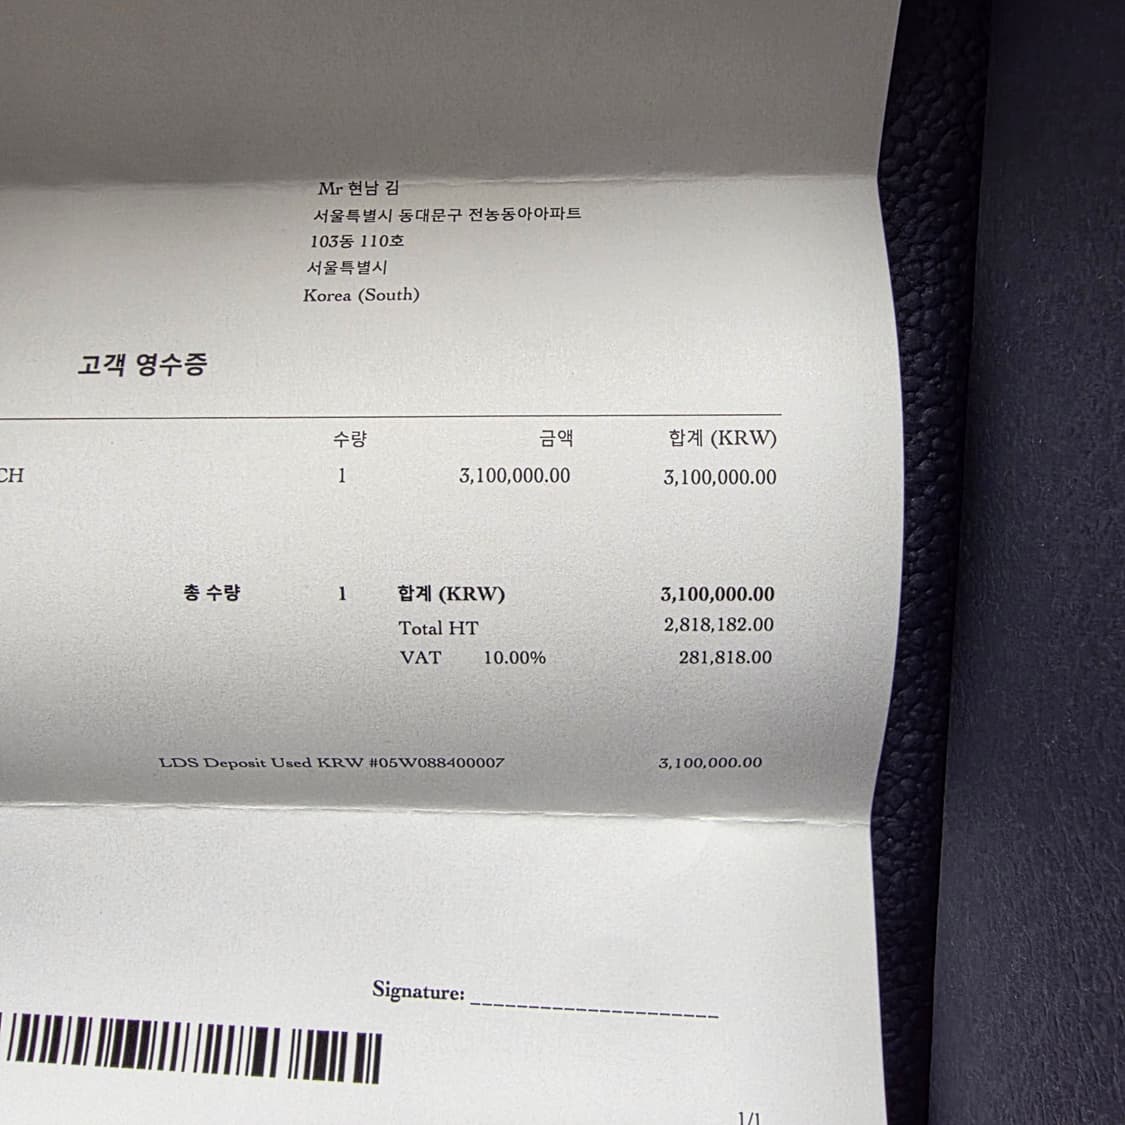 Mr 현남 김
서울특별시 동대문구 전농동아아파트
103동 110호
서울특별시
Korea (South)
고객 영수증
수량 금액 합계 (KRW)
CH 1 3,100,000.00 3,100,000.00
총 수량 1 합계 (KRW) 3,100,000.00
Total HT 2,818,182.00
VAT 10.00% 281,818.00
LDS Deposit Used KRW #05W088400007 3,100,000.00
Signature: ____________________
1/1